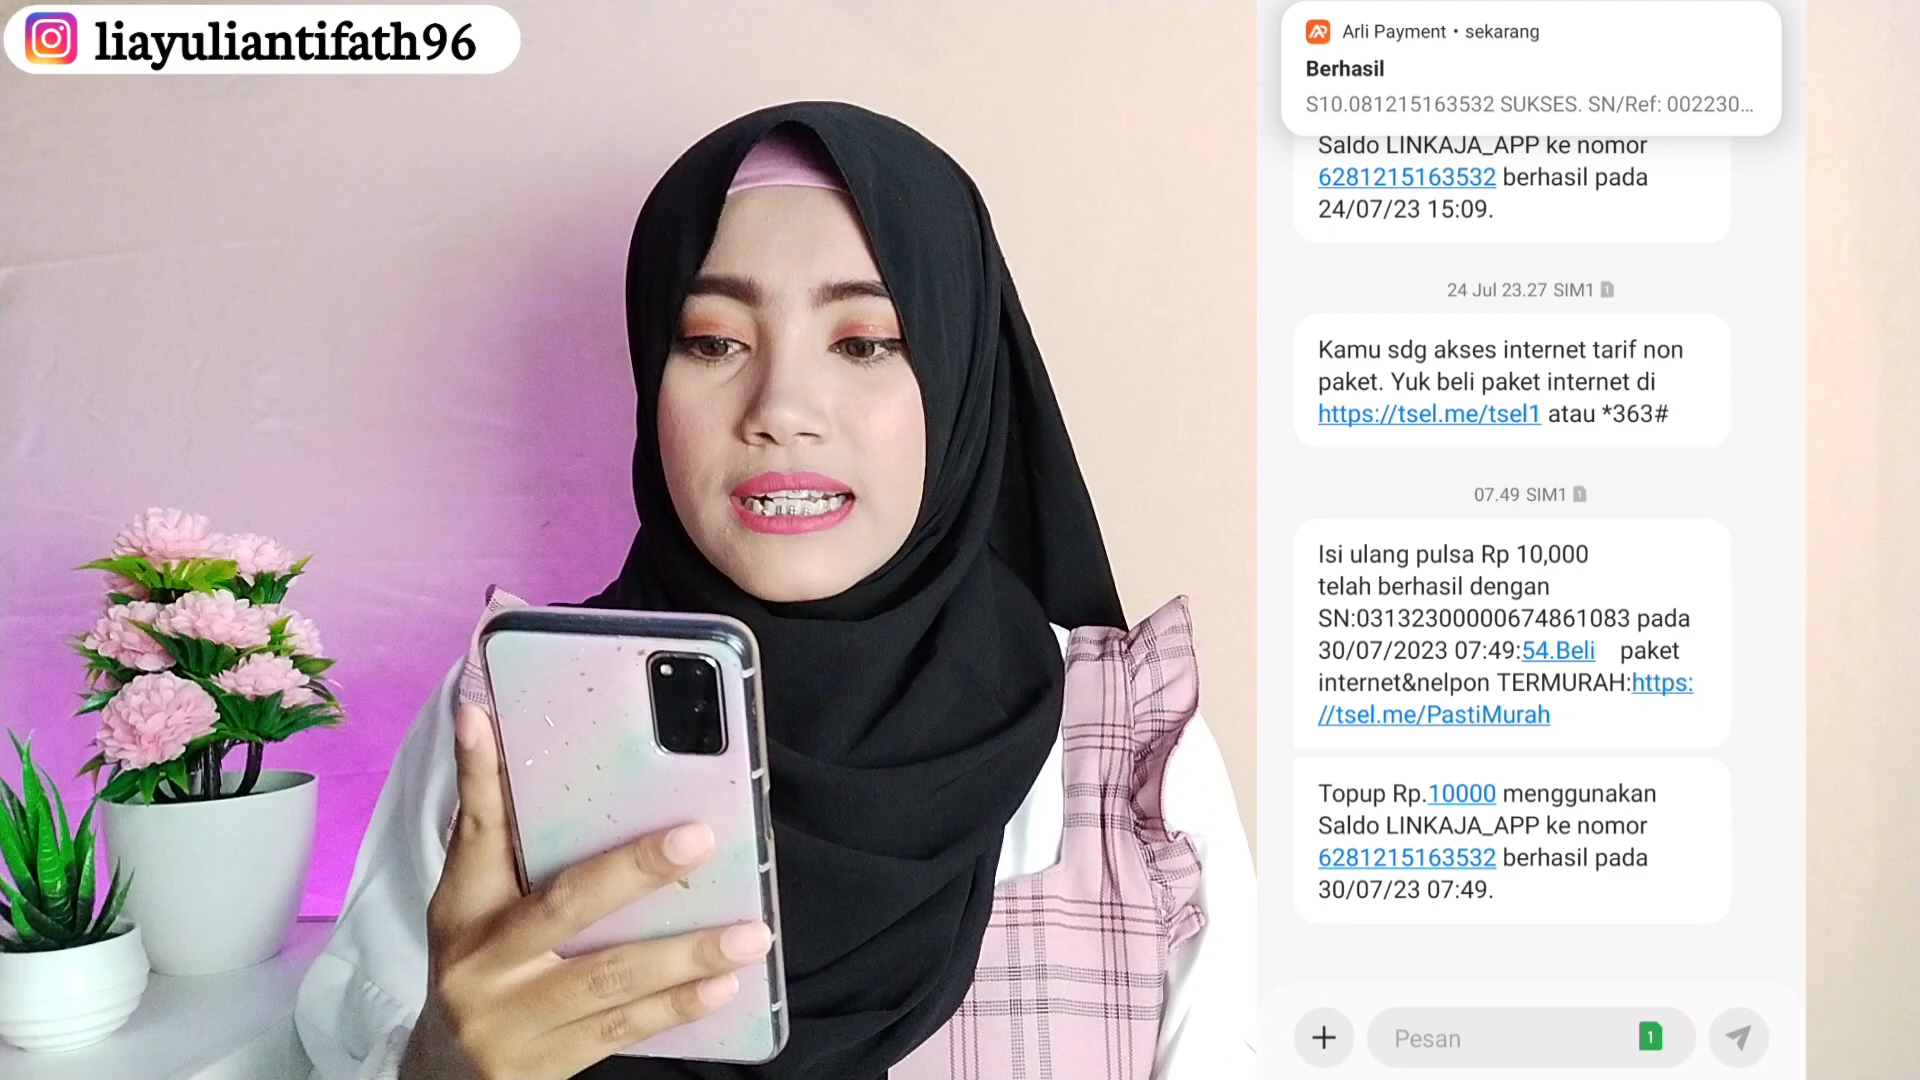 liayuliantifath96
Arli Payment • sekarang
Berhasil
S10.081215163532 SUKSES. SN/Ref: 002230...
Saldo LINKAJA_APP ke nomor
6281215163532 berhasil pada
24/07/23 15:09.
24 Jul 23.27 SIM1 1
Kamu sdg akses internet tarif non
paket. Yuk beli paket internet di
https://tsel.me/tsel1 atau *363#
07.49 SIM1 1
Isi ulang pulsa Rp 10,000
telah berhasil dengan
SN:03132300000674861083 pada
30/07/2023 07:49:54.Beli paket
internet&nelpon TERMURAH:https:
//tsel.me/PastiMurah
Topup Rp.10000 menggunakan
Saldo LINKAJA_APP ke nomor
6281215163532 berhasil pada
30/07/23 07:49.
Pesan
1